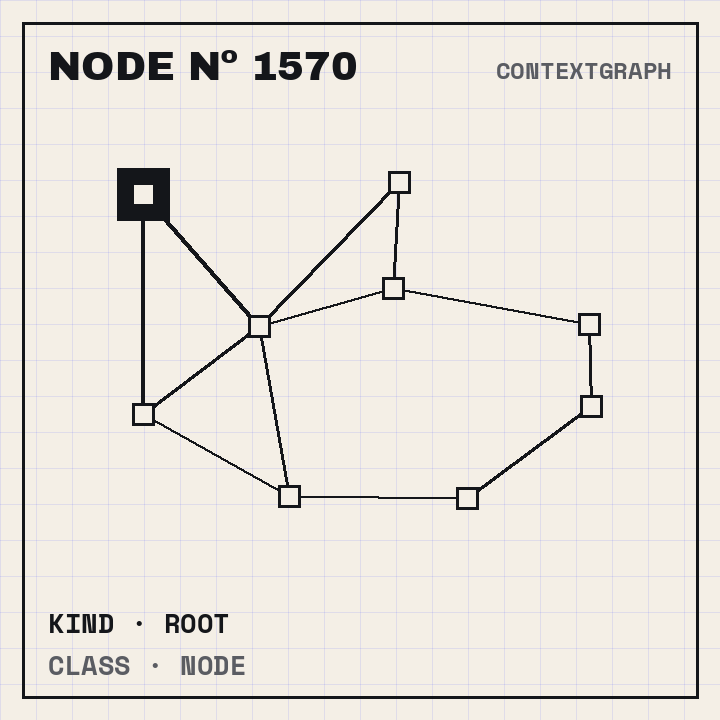 NODE Nº 1570
CONTEXTGRAPH
KIND · ROOT
CLASS · NODE